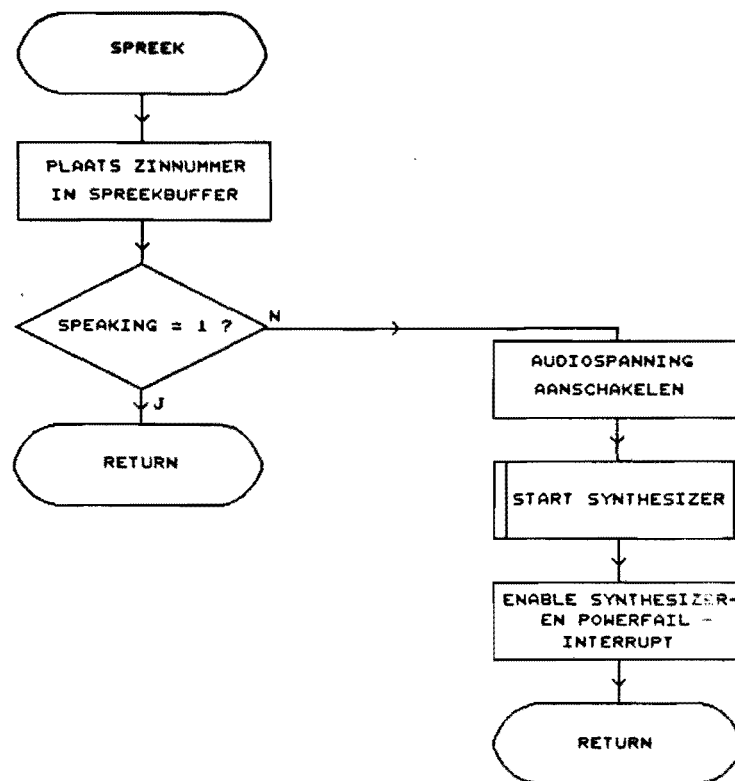 SPREEK
PLAATS ZINNUMMER
IN SPREEKBUFFER
SPEAKING = 1 ?
N
J
RETURN
AUDIOSPANNING
AANSCHAKELEN
START SYNTHESIZER
ENABLE SYNTHESIZER-
EN POWERFAIL -
INTERRUPT
RETURN